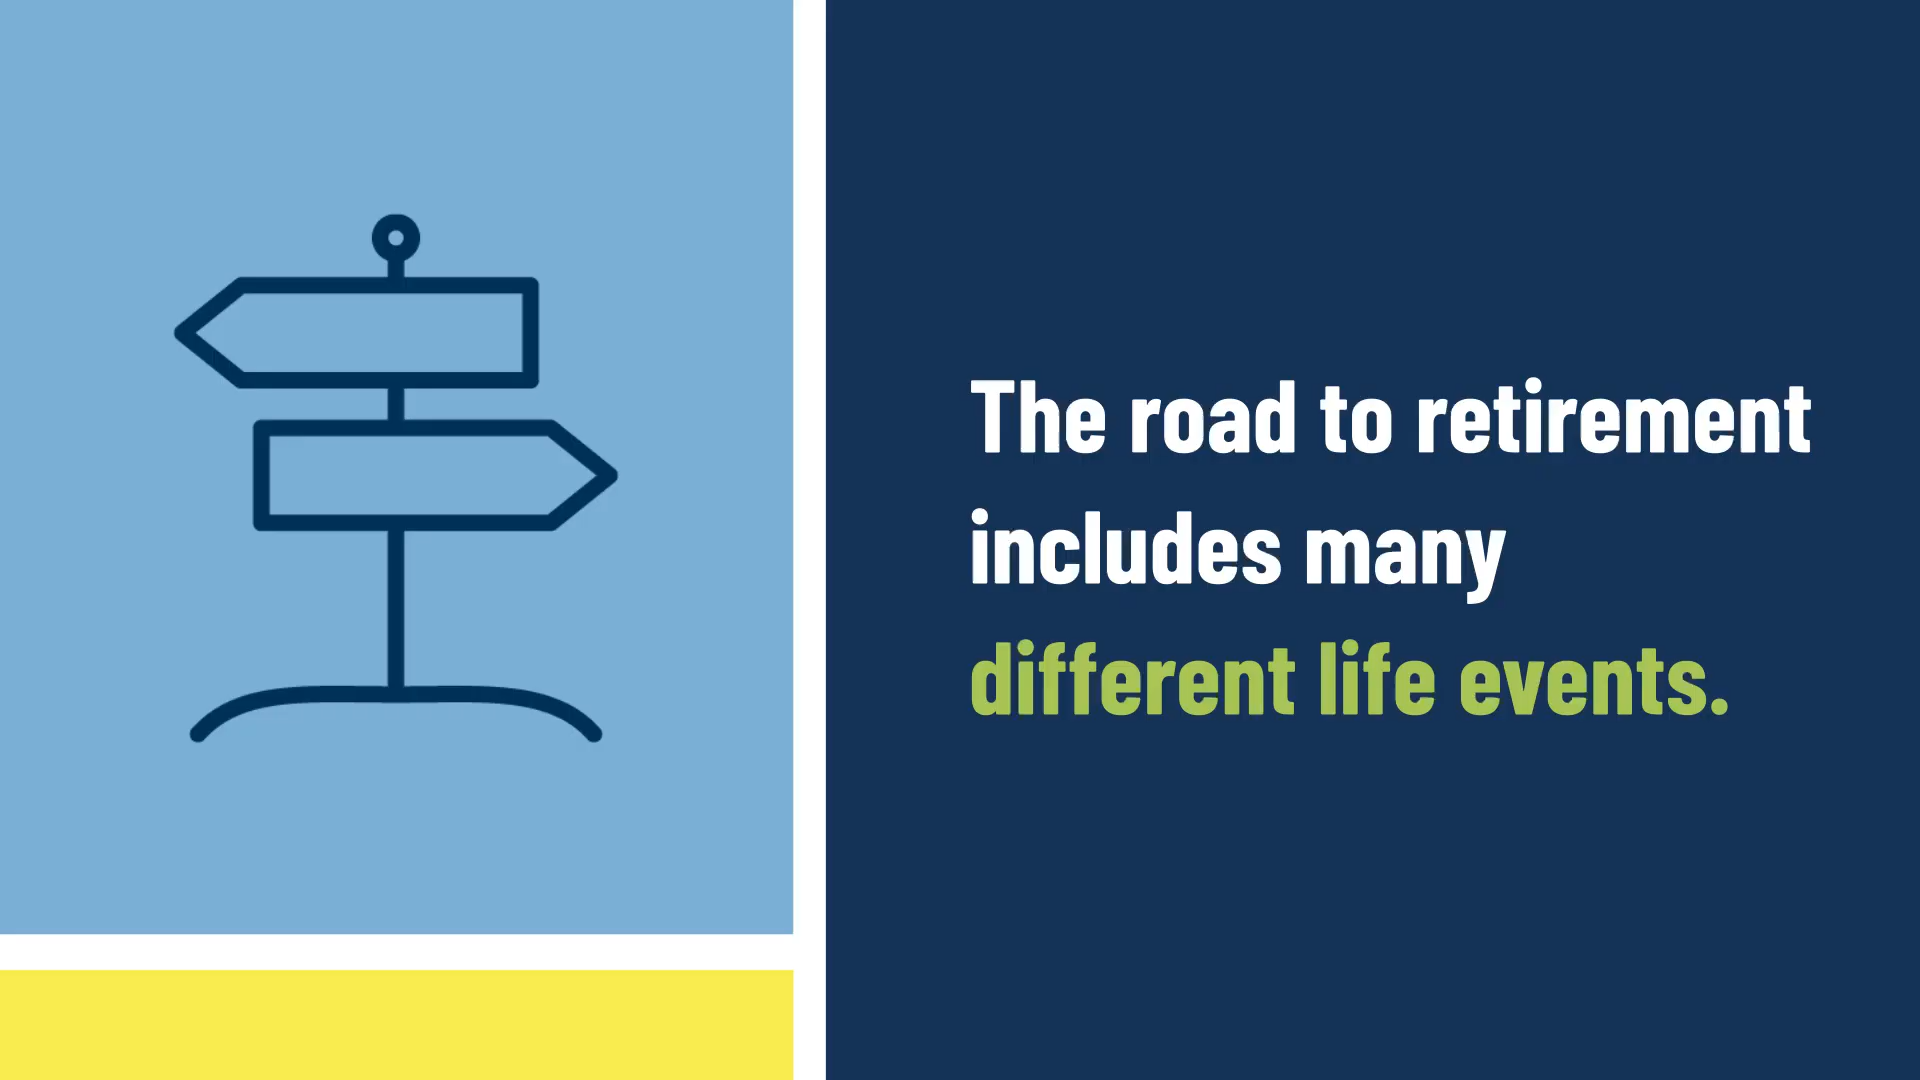 The road to retirement
includes many
different life events.